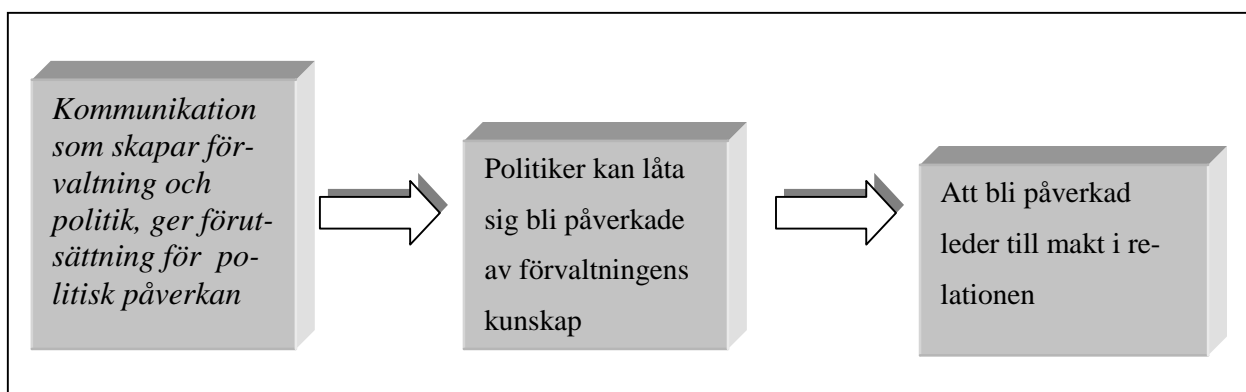 Kommunikation
som skapar för-
valtning och
politik, ger förut-
sättning för po-
litisk påverkan
Politiker kan låta
sig bli påverkade
av förvaltningens
kunskap
Att bli påverkad
leder till makt i re-
lationen